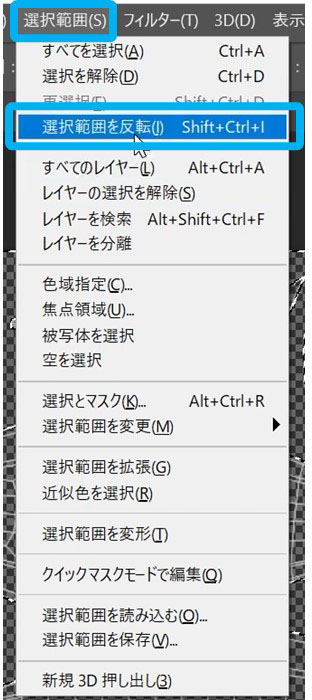 選択範囲(S) フィルター(T) 3D(D) 表示
すべてを選択(A) Ctrl+A
選択を解除(D) Ctrl+D
再選択(E) Shift+Ctrl+D
選択範囲を反転(I) Shift+Ctrl+I
すべてのレイヤー(L) Alt+Ctrl+A
レイヤーの選択を解除(S)
レイヤーを検索 Alt+Shift+Ctrl+F
レイヤーを分離
色域指定(C)...
焦点領域(U)...
被写体を選択
空を選択
選択とマスク(K)... Alt+Ctrl+R
選択範囲を変更(M)
選択範囲を拡張(G)
近似色を選択(R)
選択範囲を変形(T)
クイックマスクモードで編集(Q)
選択範囲を読み込む(O)...
選択範囲を保存(V)...
新規 3D 押し出し(3)